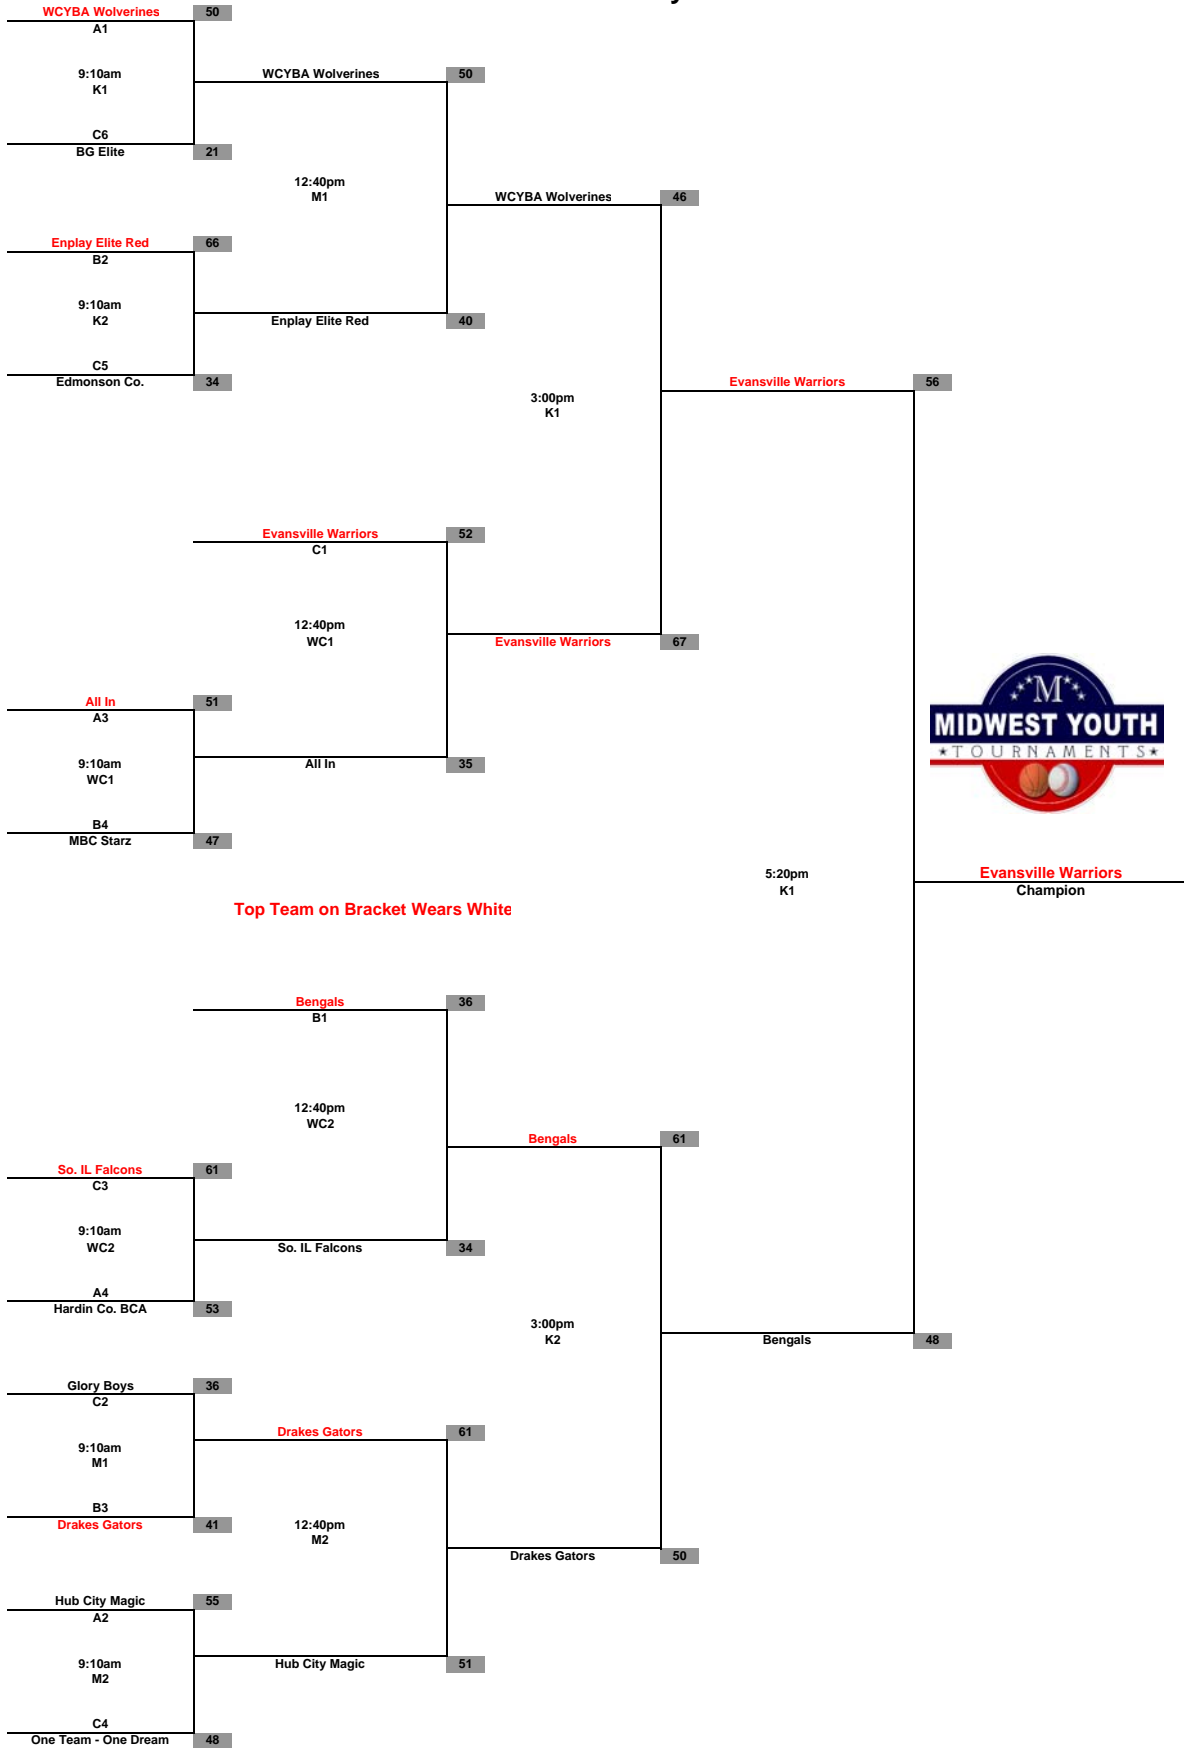 WCYBA Wolverines 50
A1
9:10am
K1
WCYBA Wolverines 50
C6
BG Elite 21
12:40pm
M1
WCYBA Wolverines 46
Enplay Elite Red 66
B2
9:10am
K2
Enplay Elite Red 40
C5
Edmonson Co. 34
Evansville Warriors 56
3:00pm
K1
Evansville Warriors 52
C1
12:40pm
WC1
Evansville Warriors 67
All In 51
A3
9:10am
WC1
All In 35
B4
MBC Starz 47
M
MIDWEST YOUTH
TOURNAMENTS
5:20pm
K1
Evansville Warriors
Champion
Top Team on Bracket Wears White
Bengals 36
B1
12:40pm
WC2
Bengals 61
So. IL Falcons 61
C3
9:10am
WC2
So. IL Falcons 34
A4
Hardin Co. BCA 53
3:00pm
K2
Bengals 48
Glory Boys 36
C2
9:10am
M1
Drakes Gators 61
B3
Drakes Gators 41
12:40pm
M2
Drakes Gators 50
Hub City Magic 55
A2
9:10am
M2
Hub City Magic 51
C4
One Team - One Dream 48